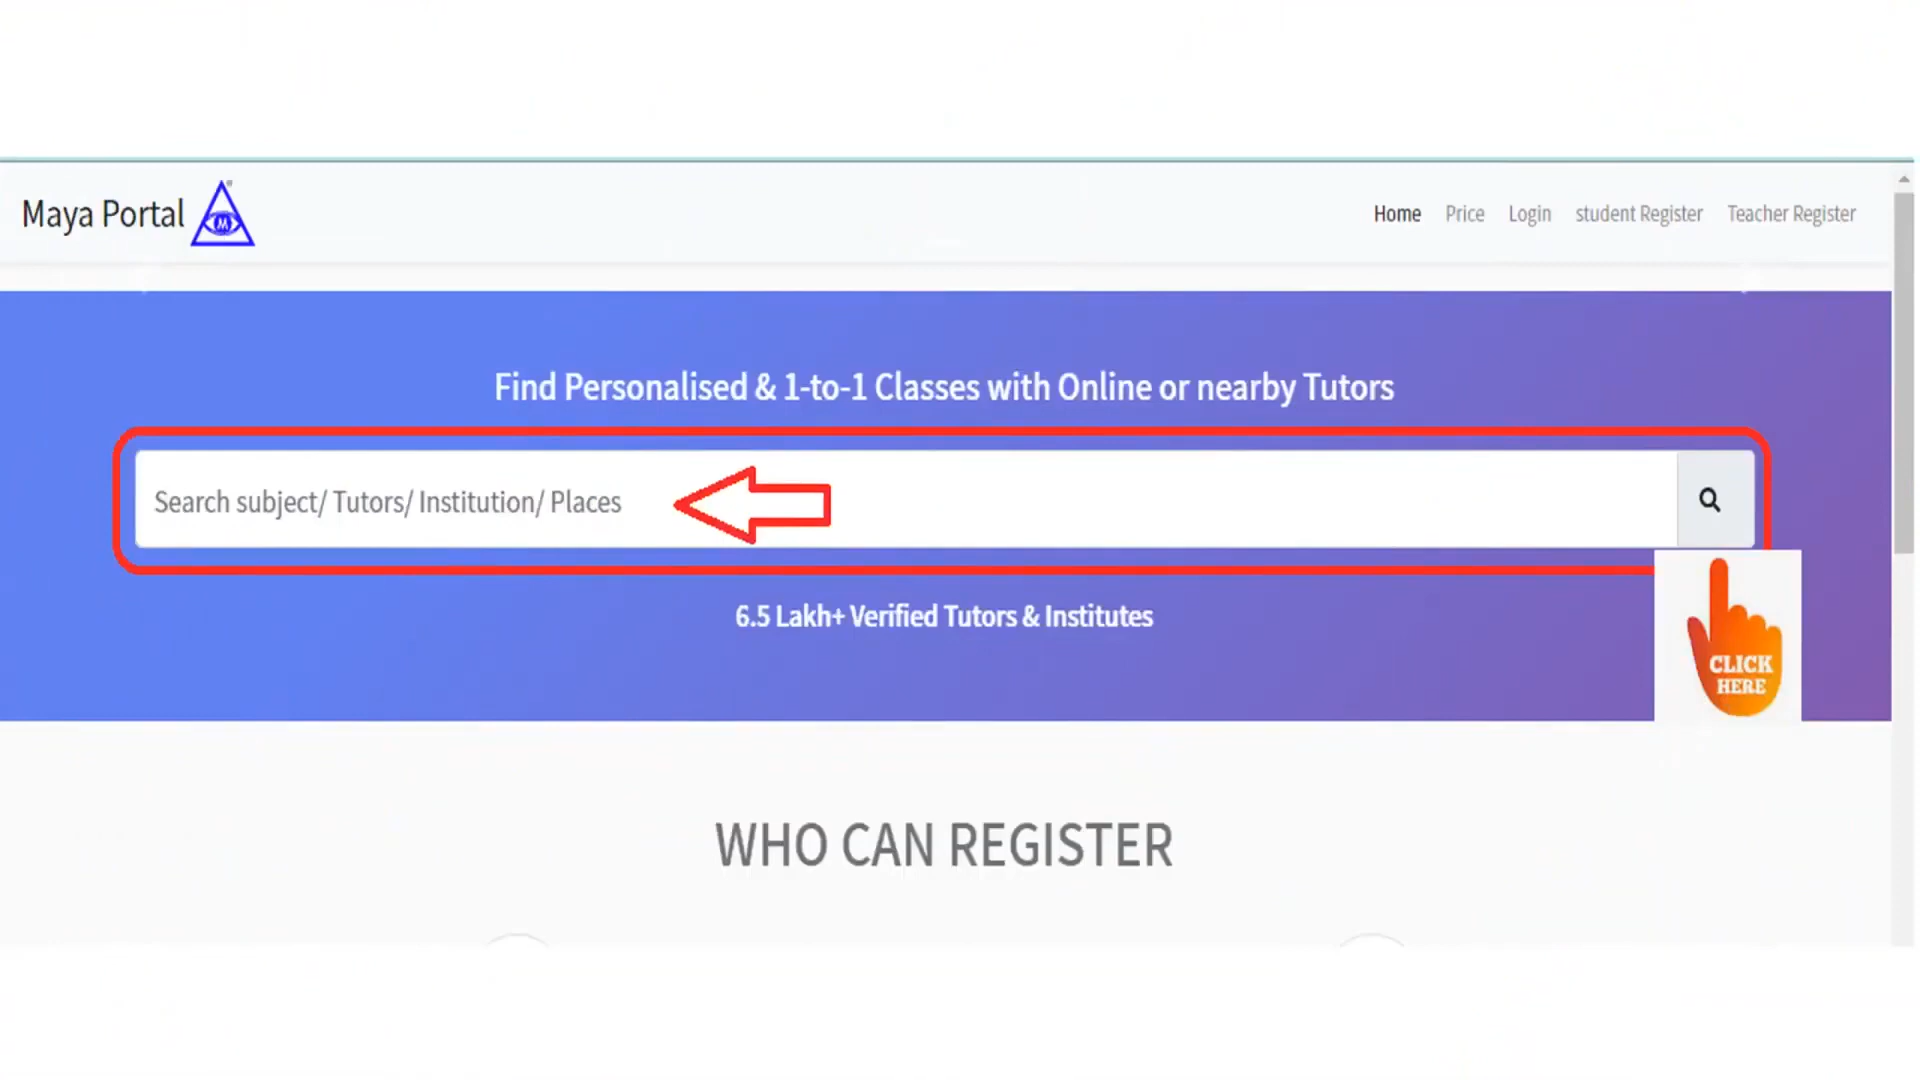 Maya Portal
M
Home Price Login student Register Teacher Register
Find Personalised & 1-to-1 Classes with Online or nearby Tutors
Search subject/ Tutors/ Institution/ Places
6.5 Lakh+ Verified Tutors & Institutes
CLICK
HERE
WHO CAN REGISTER